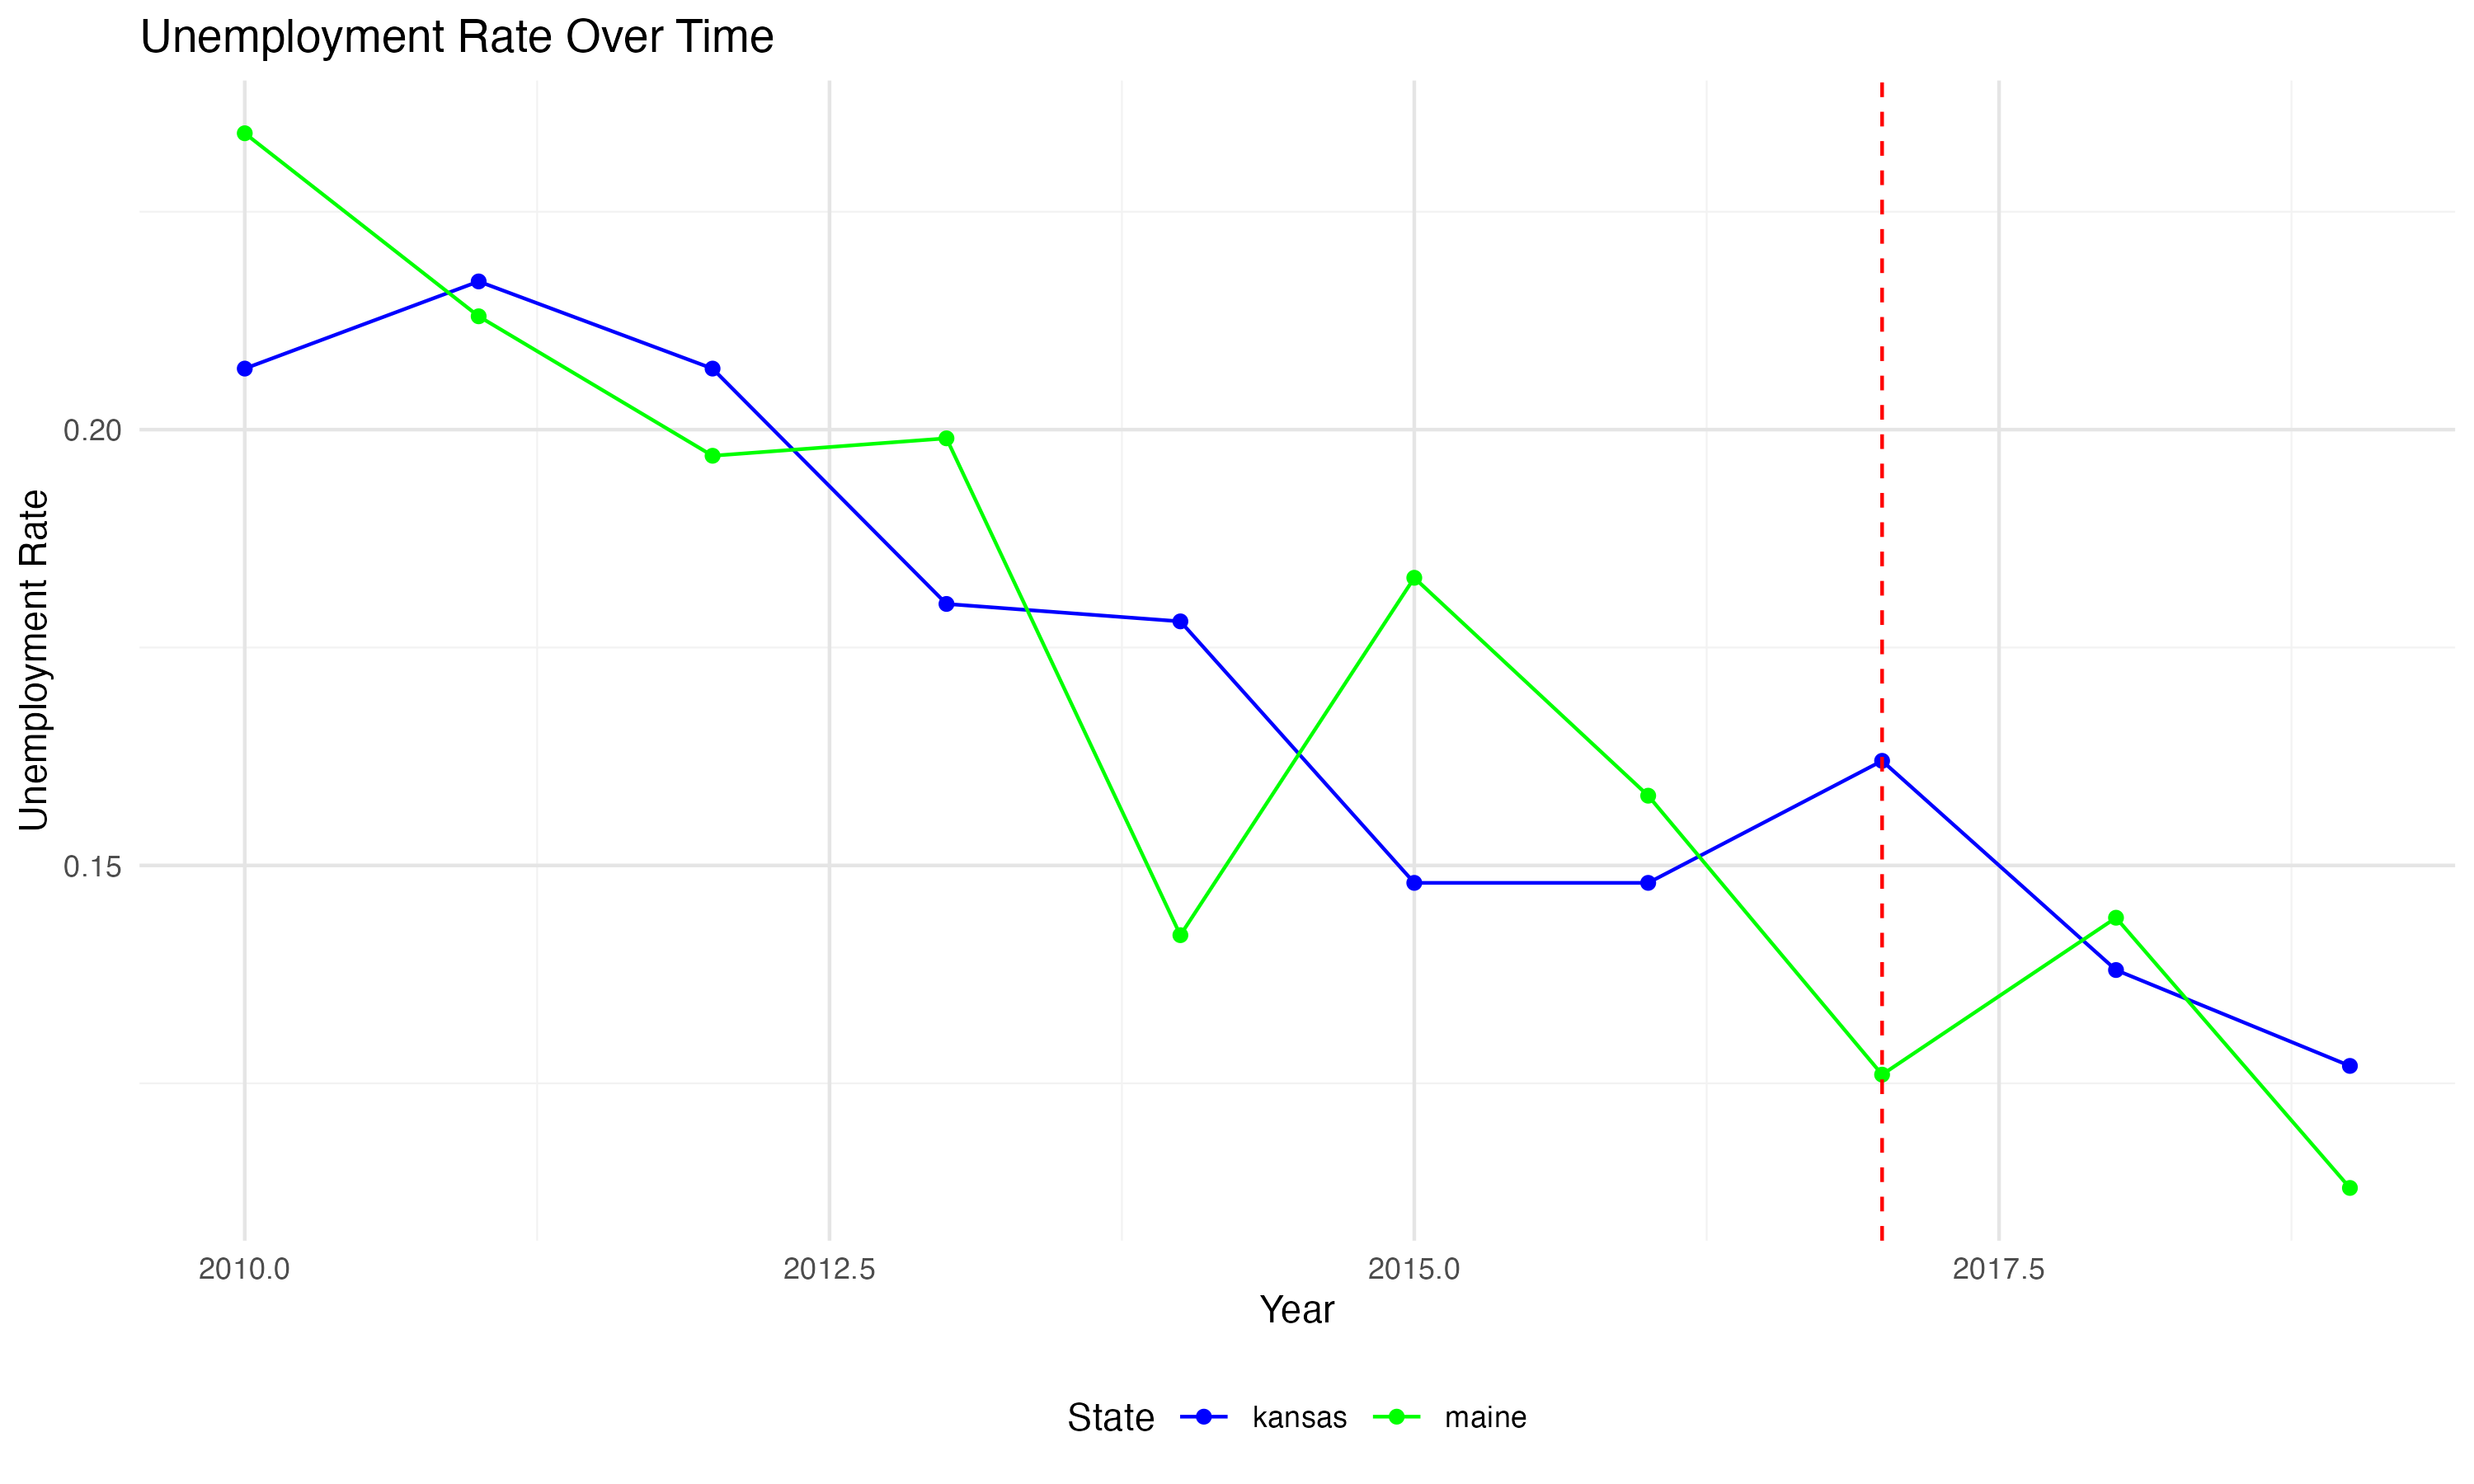 Unemployment Rate Over Time
Unemployment Rate
0.20
0.15
2010.0 2012.5 2015.0 2017.5
Year
State kansas maine